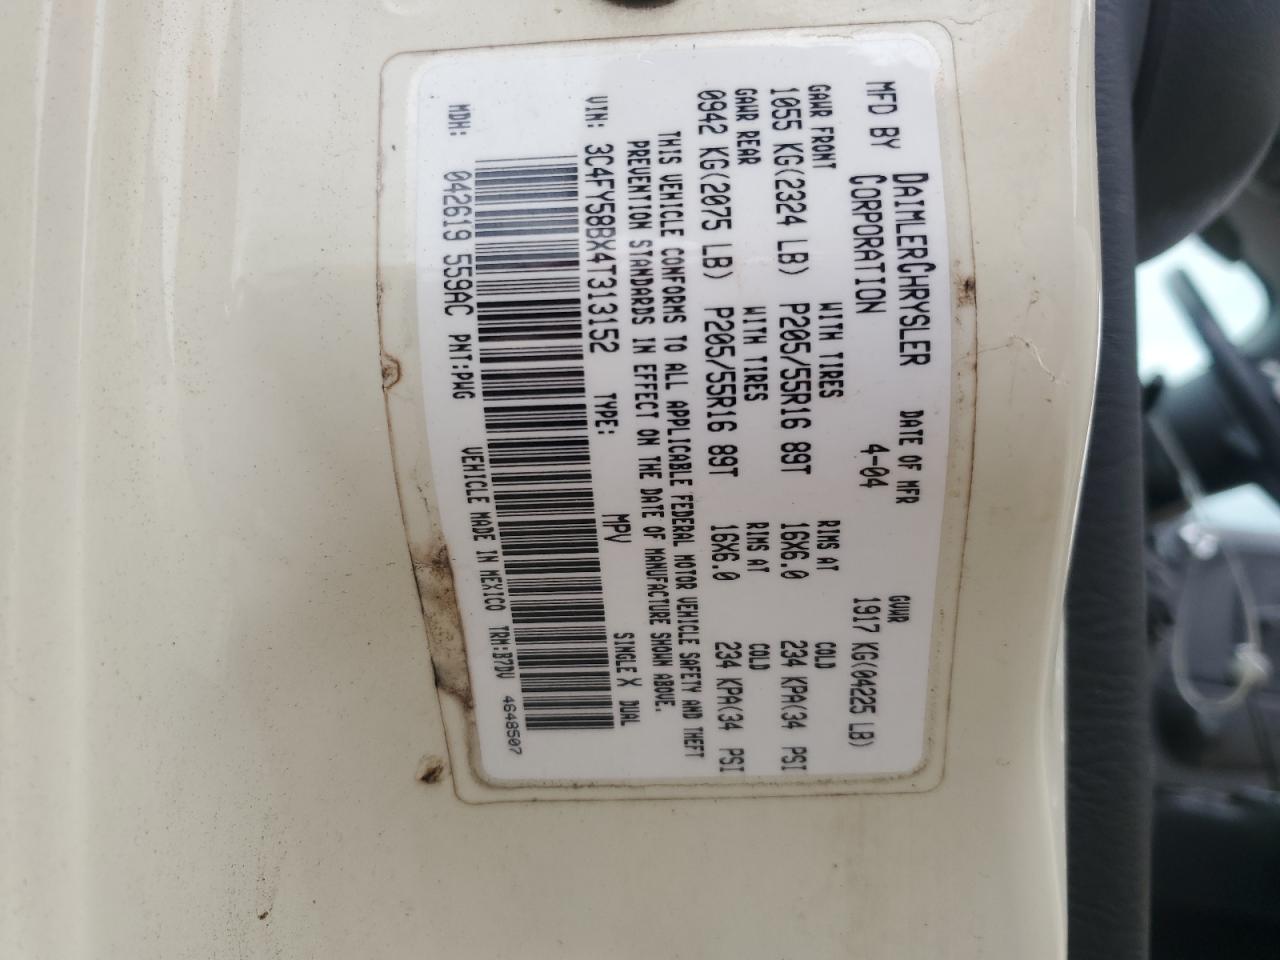 MFD BY DAIMLERCHRYSLER CORPORATION DATE OF MFR 4-04 GVWR 1917 KG(04225 LB)
GAWR FRONT WITH TIRES RIMS AT COLD
1055 KG(2324 LB) P205/55R16 89T 16X6.0 234 KPA(34 PSI
GAWR REAR WITH TIRES RIMS AT COLD
0942 KG(2075 LB) P205/55R16 89T 16X6.0 234 KPA(34 PSI
THIS VEHICLE CONFORMS TO ALL APPLICABLE FEDERAL MOTOR VEHICLE SAFETY AND THEFT
PREVENTION STANDARDS IN EFFECT ON THE DATE OF MANUFACTURE SHOWN ABOVE.
VIN: 3C4FY58BX4T313152 TYPE: MPV SINGLE X DUAL
MDH: 042619 559AC PNT:PWG VEHICLE MADE IN MEXICO TRM:B7DV 4648507